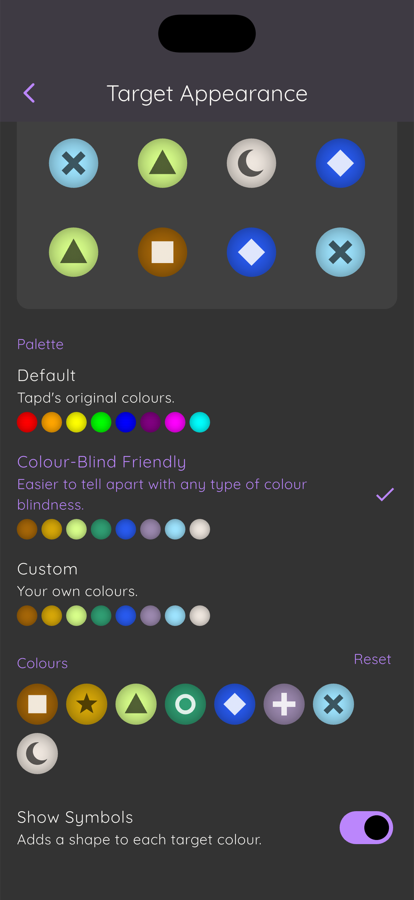 Target Appearance
Palette
Default
Tapd's original colours.
Colour-Blind Friendly
Easier to tell apart with any type of colour
blindness.
Custom
Your own colours.
Colours
Reset
Show Symbols
Adds a shape to each target colour.